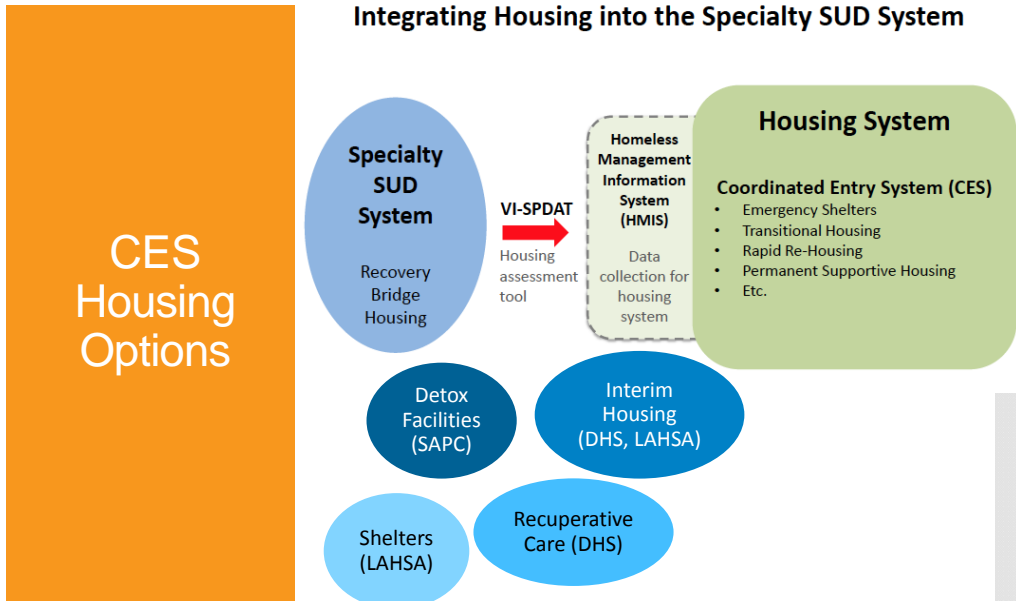 Integrating Housing into the Specialty SUD System
CES
Housing
Options
Specialty
SUD
System
Recovery
Bridge
Housing
VI-SPDAT
Housing
assessment
tool
Homeless
Management
Information
System
(HMIS)
Data
collection for
housing
system
Housing System
Coordinated Entry System (CES)
• Emergency Shelters
• Transitional Housing
• Rapid Re-Housing
• Permanent Supportive Housing
• Etc.
Detox
Facilities
(SAPC)
Interim
Housing
(DHS, LAHSA)
Shelters
(LAHSA)
Recuperative
Care (DHS)